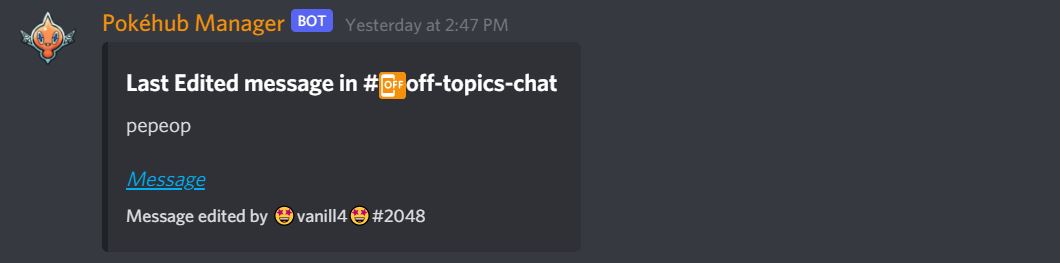 Pokéhub Manager BOT Yesterday at 2:47 PM
Last Edited message in #📴off-topics-chat
pepeop
Message
Message edited by 🤩vanill4🤩#2048